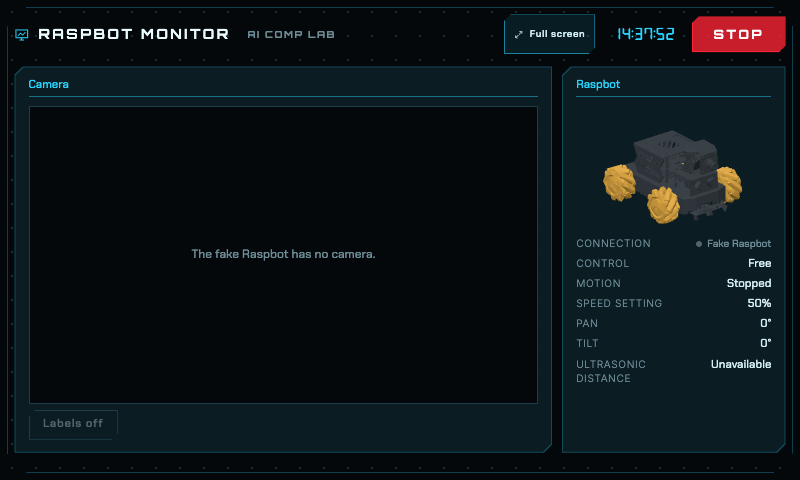 RASPBOT MONITOR
AI COMP LAB
Full screen
14:37:52
STOP
Camera
The fake Raspbot has no camera.
Labels off
Raspbot
CONNECTION Fake Raspbot
CONTROL Free
MOTION Stopped
SPEED SETTING 50%
PAN 0°
TILT 0°
ULTRASONIC Unavailable
DISTANCE